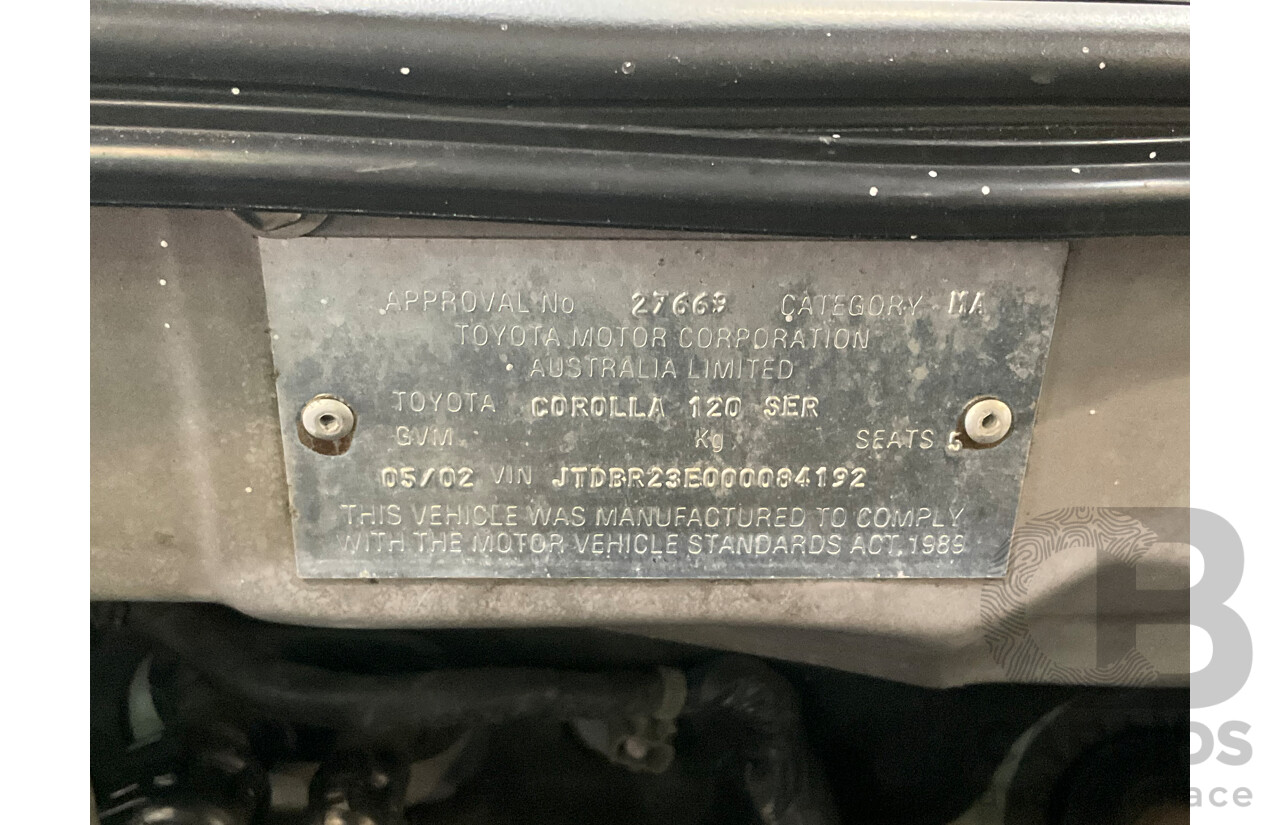 APPROVAL No 27669 CATEGORY MA
TOYOTA MOTOR CORPORATION
AUSTRALIA LIMITED
TOYOTA COROLLA 120 SER
GVM Kg SEATS 5
05/02 VIN JTDBR23E000084192
THIS VEHICLE WAS MANUFACTURED TO COMPLY
WITH THE MOTOR VEHICLE STANDARDS ACT, 1989